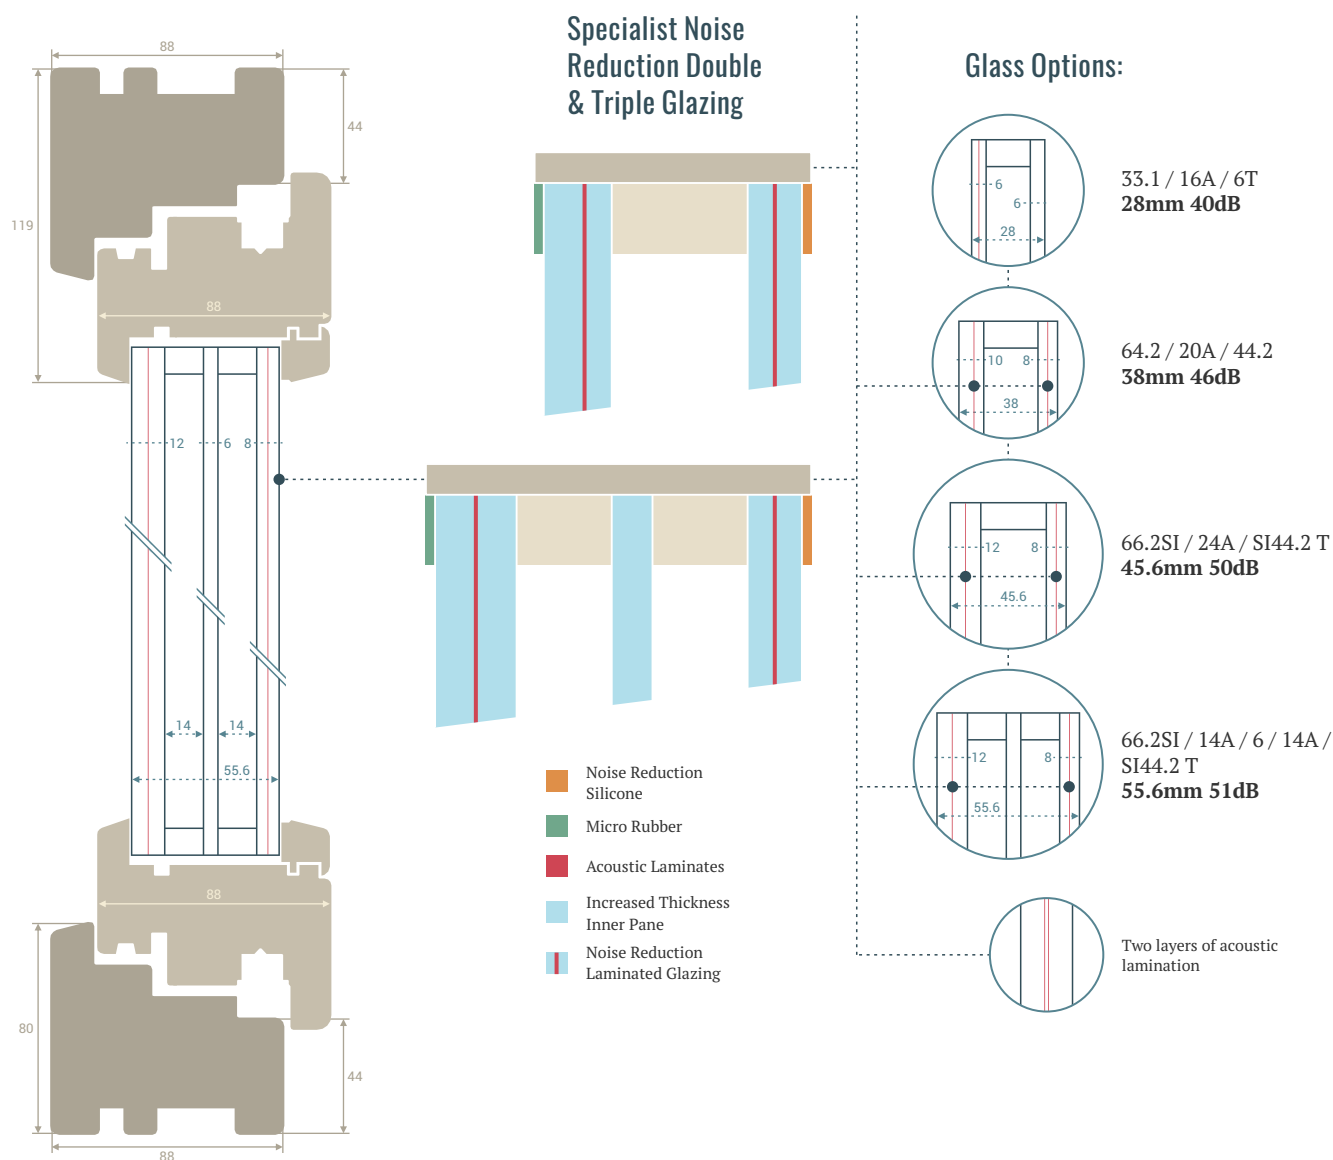 88
44
119
88
12
6
8
14
14
55.6
88
80
44
88
Specialist Noise
Reduction Double
& Triple Glazing
Noise Reduction
Silicone
Micro Rubber
Acoustic Laminates
Increased Thickness
Inner Pane
Noise Reduction
Laminated Glazing
Glass Options:
6
6
28
33.1 / 16A / 6T
28mm 40dB
10
8
38
64.2 / 20A / 44.2
38mm 46dB
12
8
45.6
66.2SI / 24A / SI44.2 T
45.6mm 50dB
12
8
55.6
66.2SI / 14A / 6 / 14A /
SI44.2 T
55.6mm 51dB
Two layers of acoustic
lamination